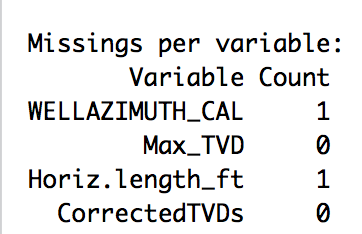 Missings per variable:
Variable Count
WELLAZIMUTH_CAL 1
Max_TVD 0
Horiz.length_ft 1
CorrectedTVDs 0